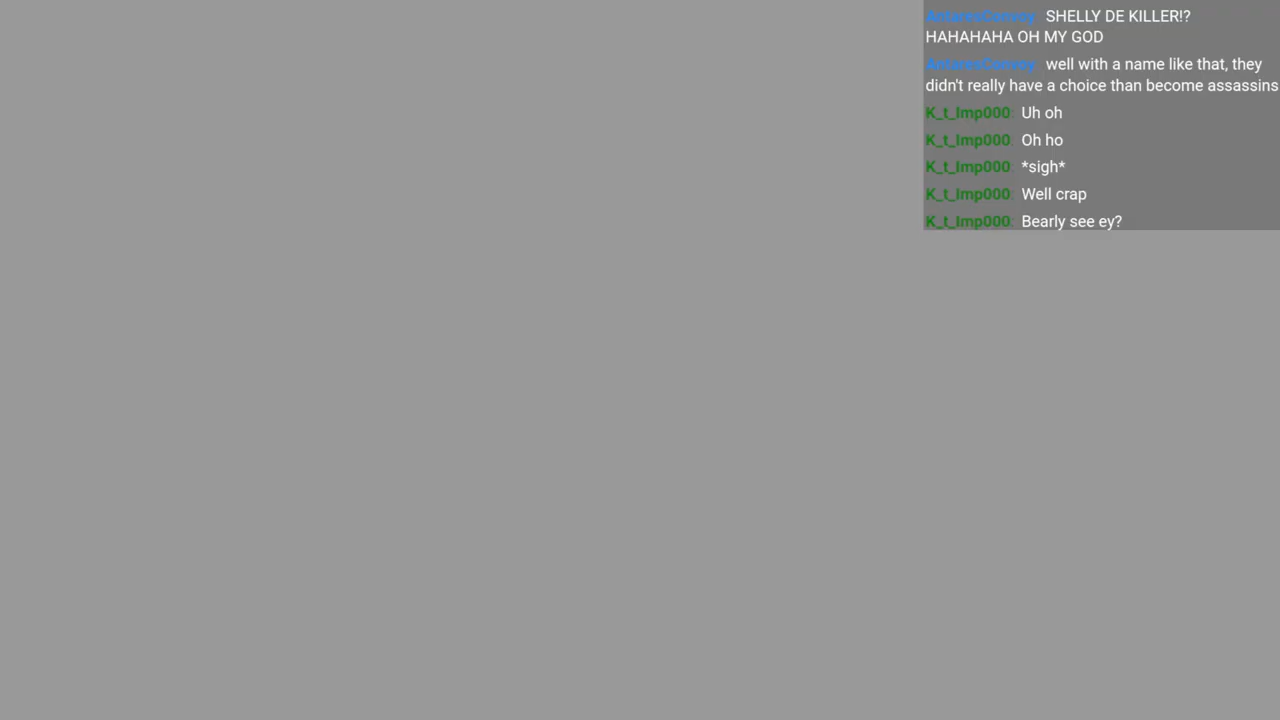 AntaresConvoy: SHELLY DE KILLER!?
HAHAHAHA OH MY GOD
AntaresConvoy: well with a name like that, they
didn't really have a choice than become assassins
K_t_Imp000: Uh oh
K_t_Imp000: Oh ho
K_t_Imp000: *sigh*
K_t_Imp000: Well crap
K_t_Imp000: Bearly see ey?